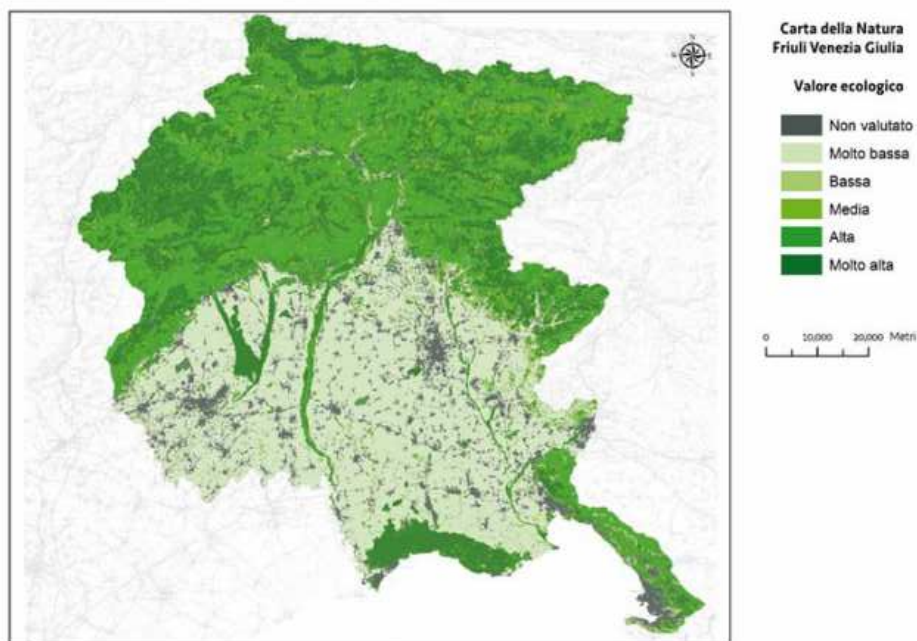 Carta della Natura
Friuli Venezia Giulia
Valore ecologico
Non valutato
Molto bassa
Bassa
Media
Alta
Molto alta
0 10,000 20,000 Metri
N
S